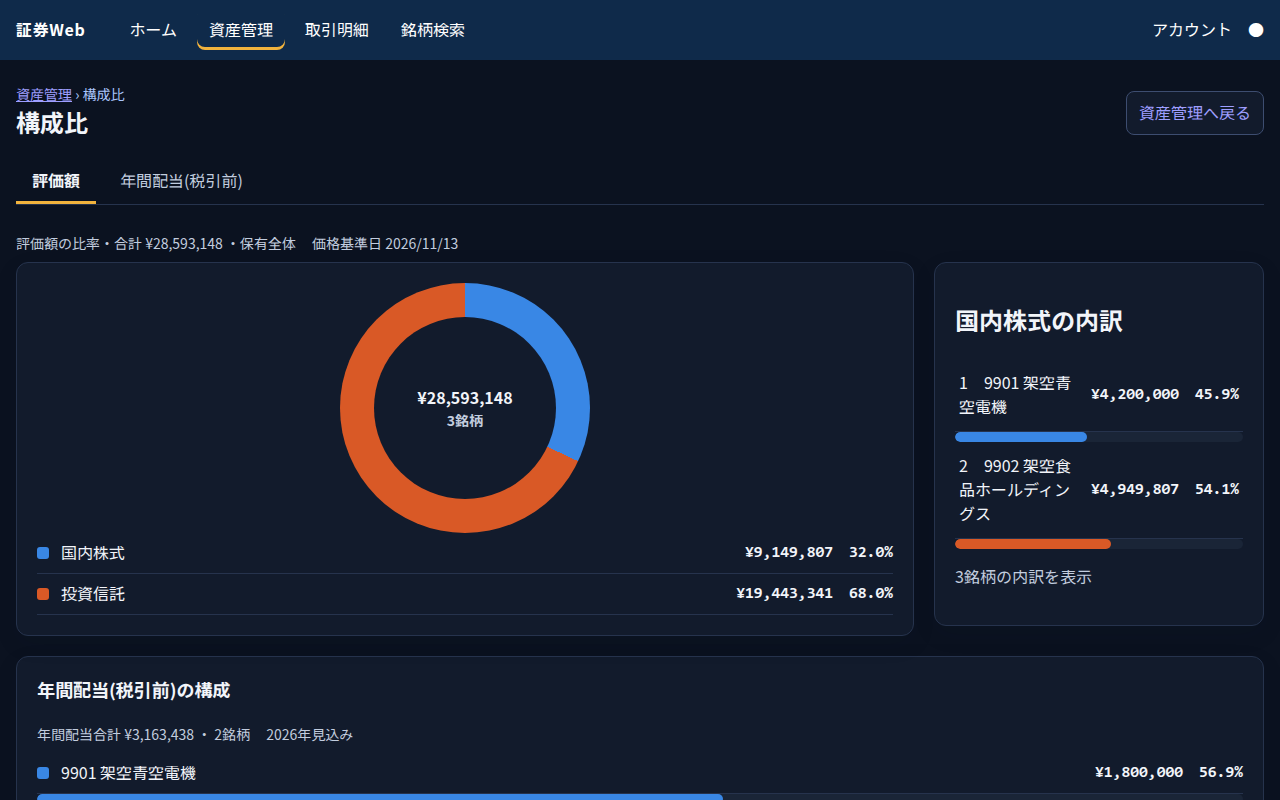 証券Web ホーム 資産管理 取引明細 銘柄検索 アカウント
資産管理 › 構成比
構成比
資産管理へ戻る
評価額 年間配当(税引前)
評価額の比率・合計 ¥28,593,148 ・保有全体 価格基準日 2026/11/13
¥28,593,148
3銘柄
国内株式 ¥9,149,807 32.0%
投資信託 ¥19,443,341 68.0%
国内株式の内訳
1 9901 架空青
空電機
¥4,200,000 45.9%
2 9902 架空食
品ホールディン
グス
¥4,949,807 54.1%
3銘柄の内訳を表示
年間配当(税引前)の構成
年間配当合計 ¥3,163,438 ・ 2銘柄 2026年見込み
9901 架空青空電機 ¥1,800,000 56.9%